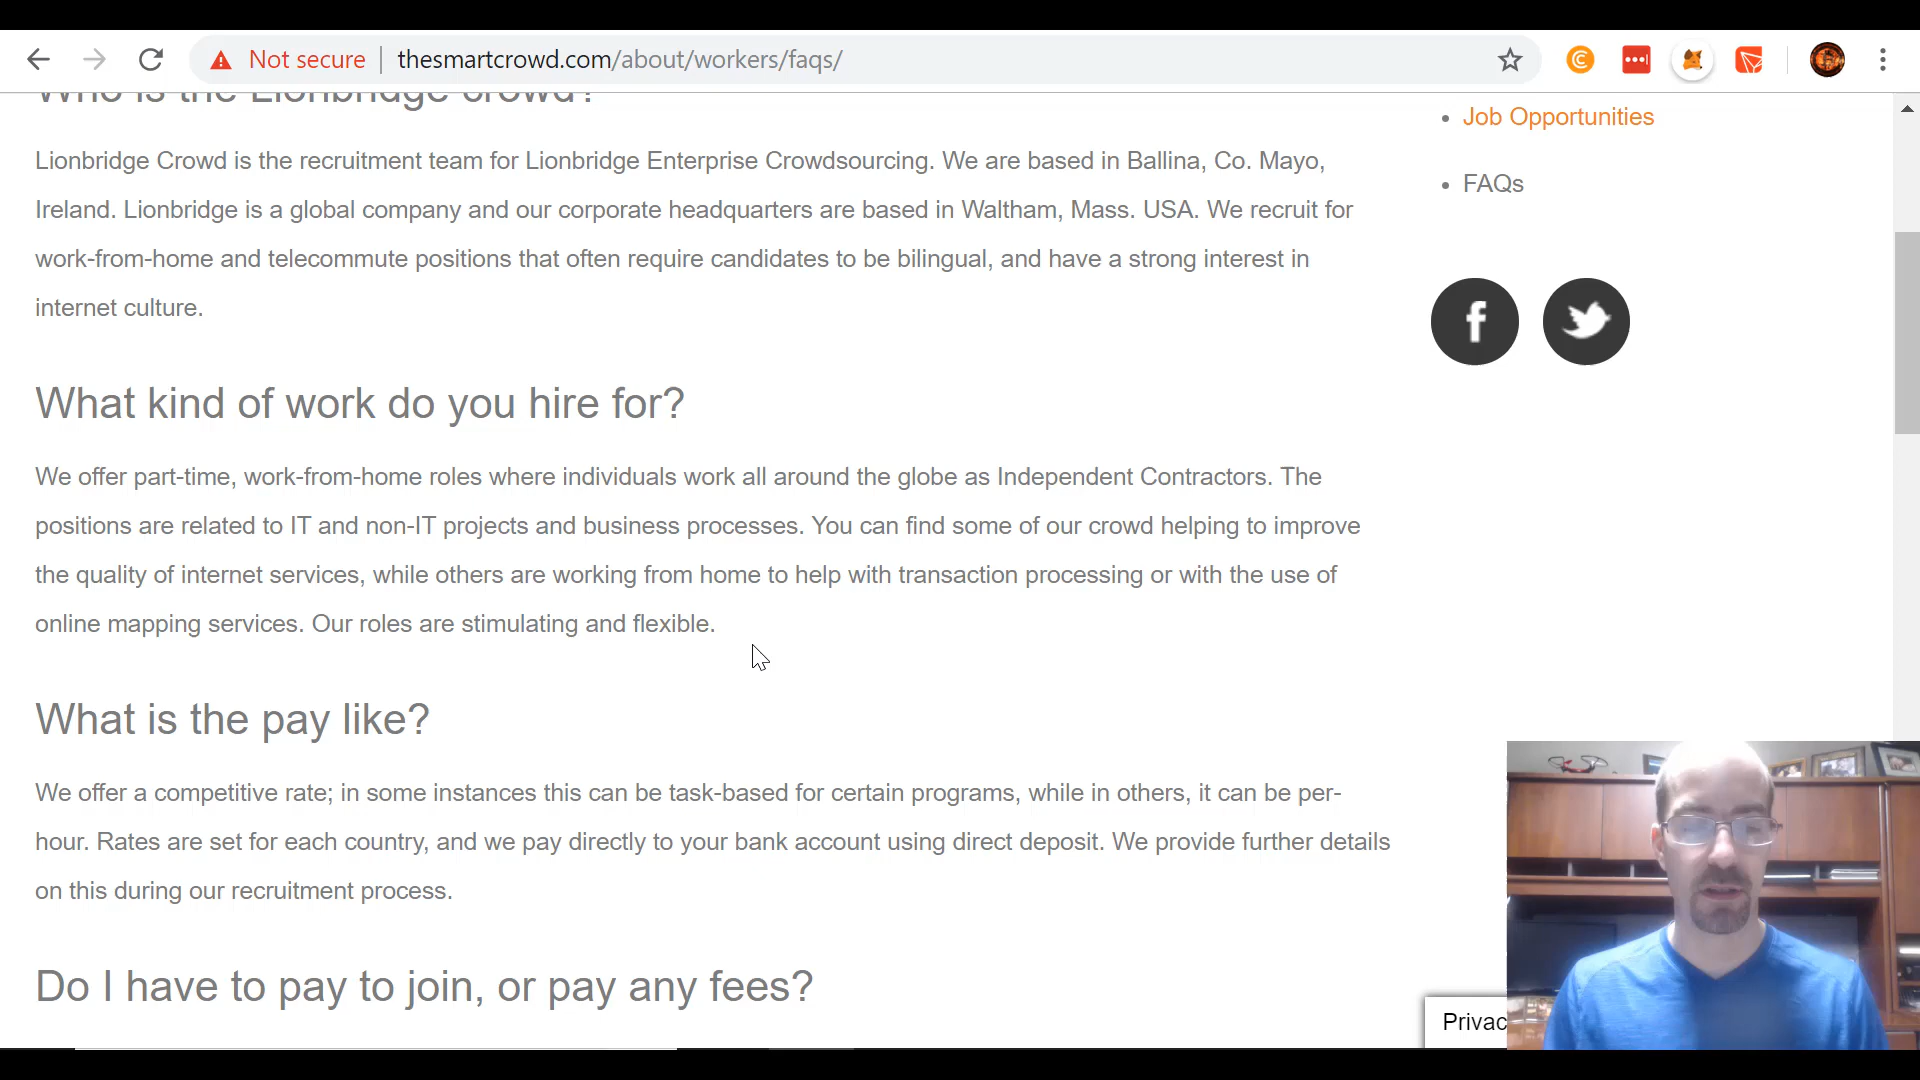 Not secure
thesmartcrowd.com/about/workers/faqs/
Who is the Lionbridge crowd?
Lionbridge Crowd is the recruitment team for Lionbridge Enterprise Crowdsourcing. We are based in Ballina, Co. Mayo,
Ireland. Lionbridge is a global company and our corporate headquarters are based in Waltham, Mass. USA. We recruit for
work-from-home and telecommute positions that often require candidates to be bilingual, and have a strong interest in
internet culture.
What kind of work do you hire for?
We offer part-time, work-from-home roles where individuals work all around the globe as Independent Contractors. The
positions are related to IT and non-IT projects and business processes. You can find some of our crowd helping to improve
the quality of internet services, while others are working from home to help with transaction processing or with the use of
online mapping services. Our roles are stimulating and flexible.
What is the pay like?
We offer a competitive rate; in some instances this can be task-based for certain programs, while in others, it can be per-
hour. Rates are set for each country, and we pay directly to your bank account using direct deposit. We provide further details
on this during our recruitment process.
Do I have to pay to join, or pay any fees?
Job Opportunities
FAQs
Privac